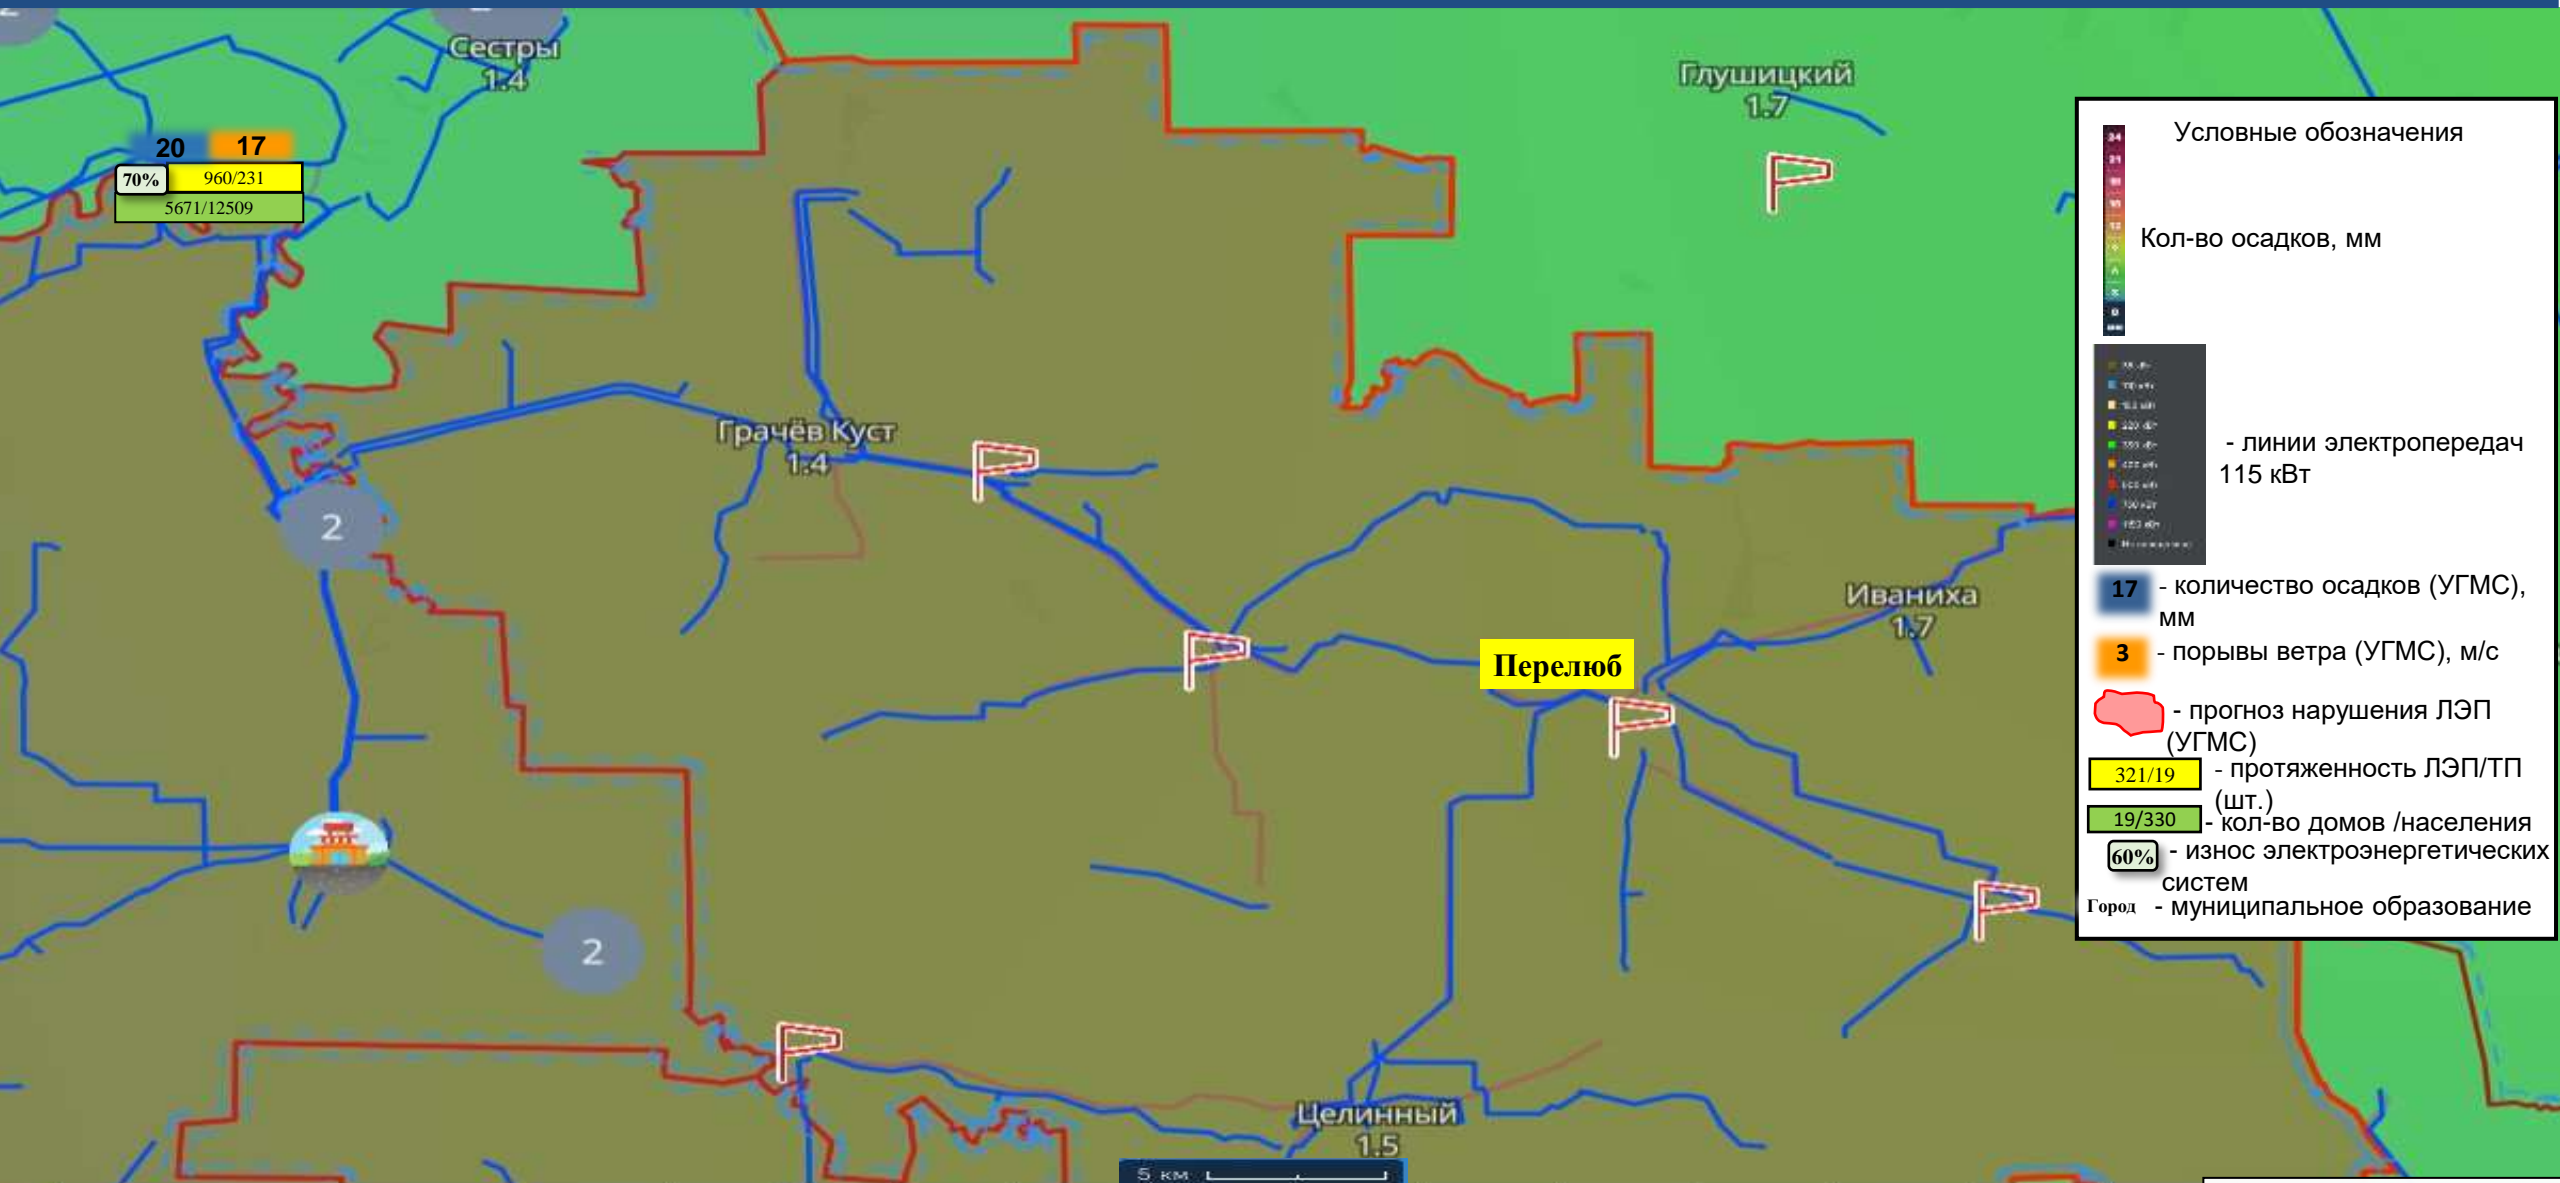 2
2
Сестры
1.4
Глушицкий
1.7
20 17
70% 960/231
5671/12509
Грачёв Куст
1.4
2
Иваниха
1.7
Перелюб
2
Целинный
1.5
5 км
Условные обозначения
Кол-во осадков, мм
- линии электропередач
115 кВт
17 - количество осадков (УГМС),
мм
3 - порывы ветра (УГМС), м/с
- прогноз нарушения ЛЭП
(УГМС)
321/19 - протяженность ЛЭП/ТП
(шт.)
19/330 - кол-во домов /населения
60% - износ электроэнергетических
систем
Город - муниципальное образование